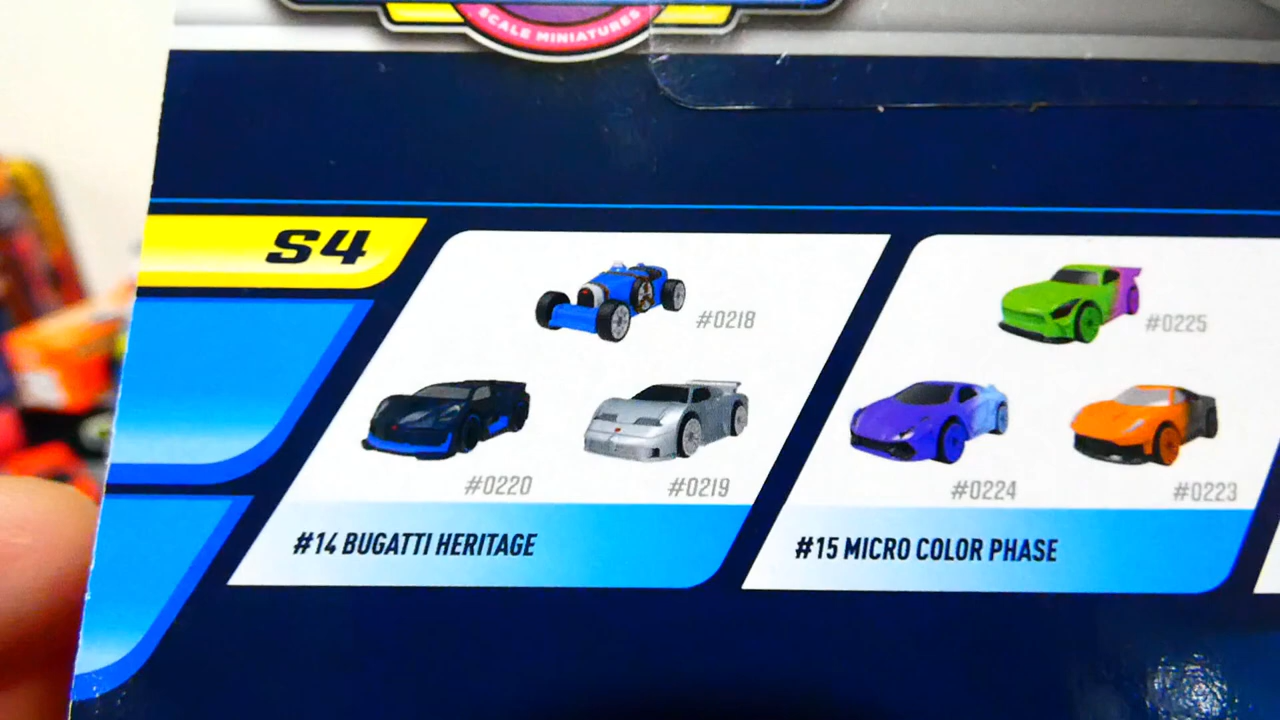 SCALE MINIATURES
S4
#0218
#0220
#0219
#14 BUGATTI HERITAGE
#0225
#0224
#0223
#15 MICRO COLOR PHASE